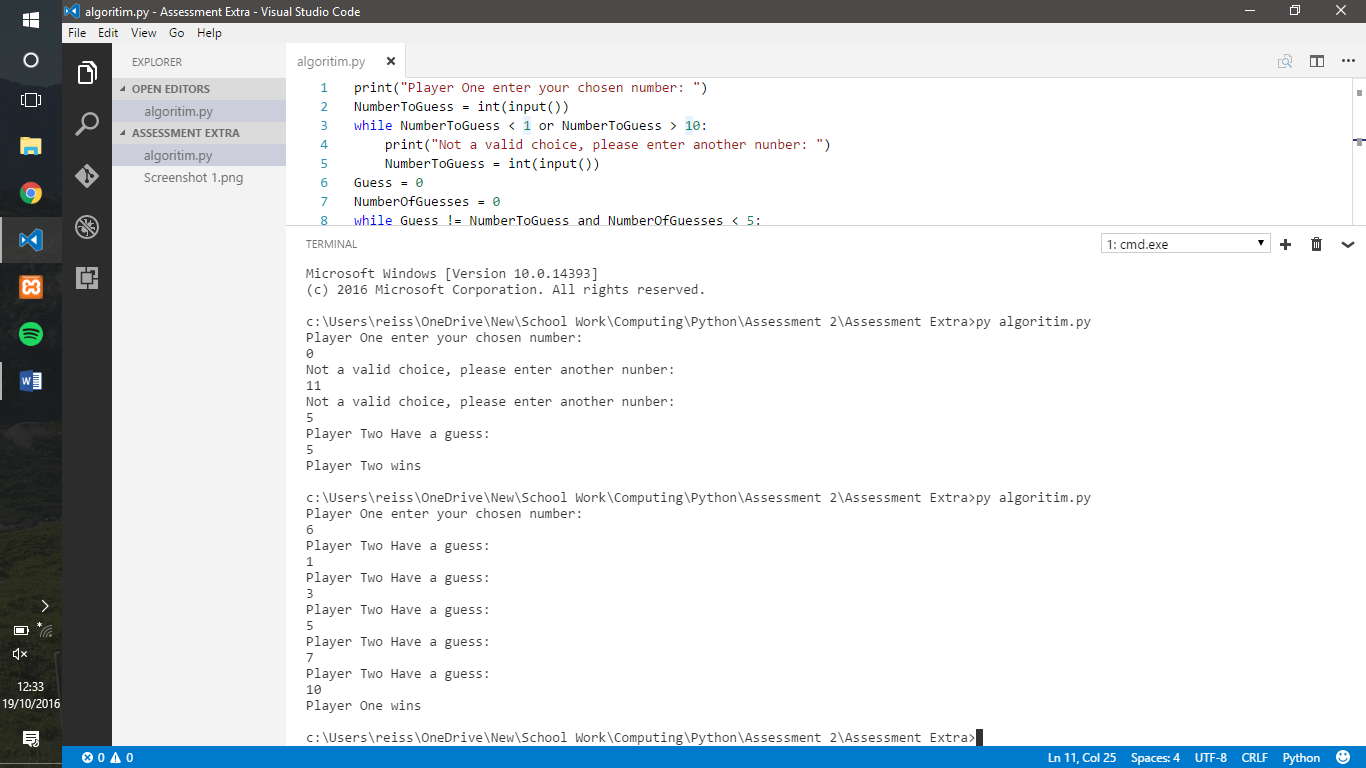 algoritim.py - Assessment Extra - Visual Studio Code
File Edit View Go Help
EXPLORER
OPEN EDITORS
algoritim.py
ASSESSMENT EXTRA
algoritim.py
Screenshot 1.png
algoritim.py
1 print("Player One enter your chosen number: ")
2 NumberToGuess = int(input())
3 while NumberToGuess < 1 or NumberToGuess > 10:
4     print("Not a valid choice, please enter another nunber: ")
5     NumberToGuess = int(input())
6 Guess = 0
7 NumberOfGuesses = 0
8 while Guess != NumberToGuess and NumberOfGuesses < 5:
TERMINAL
1: cmd.exe
Microsoft Windows [Version 10.0.14393]
(c) 2016 Microsoft Corporation. All rights reserved.
c:\Users\reiss\OneDrive\New\School Work\Computing\Python\Assessment 2\Assessment Extra>py algoritim.py
Player One enter your chosen number:
0
Not a valid choice, please enter another nunber:
11
Not a valid choice, please enter another nunber:
5
Player Two Have a guess:
5
Player Two wins
c:\Users\reiss\OneDrive\New\School Work\Computing\Python\Assessment 2\Assessment Extra>py algoritim.py
Player One enter your chosen number:
6
Player Two Have a guess:
1
Player Two Have a guess:
3
Player Two Have a guess:
5
Player Two Have a guess:
7
Player Two Have a guess:
10
Player One wins
c:\Users\reiss\OneDrive\New\School Work\Computing\Python\Assessment 2\Assessment Extra>
12:33
19/10/2016
0 0
Ln 11, Col 25 Spaces: 4 UTF-8 CRLF Python